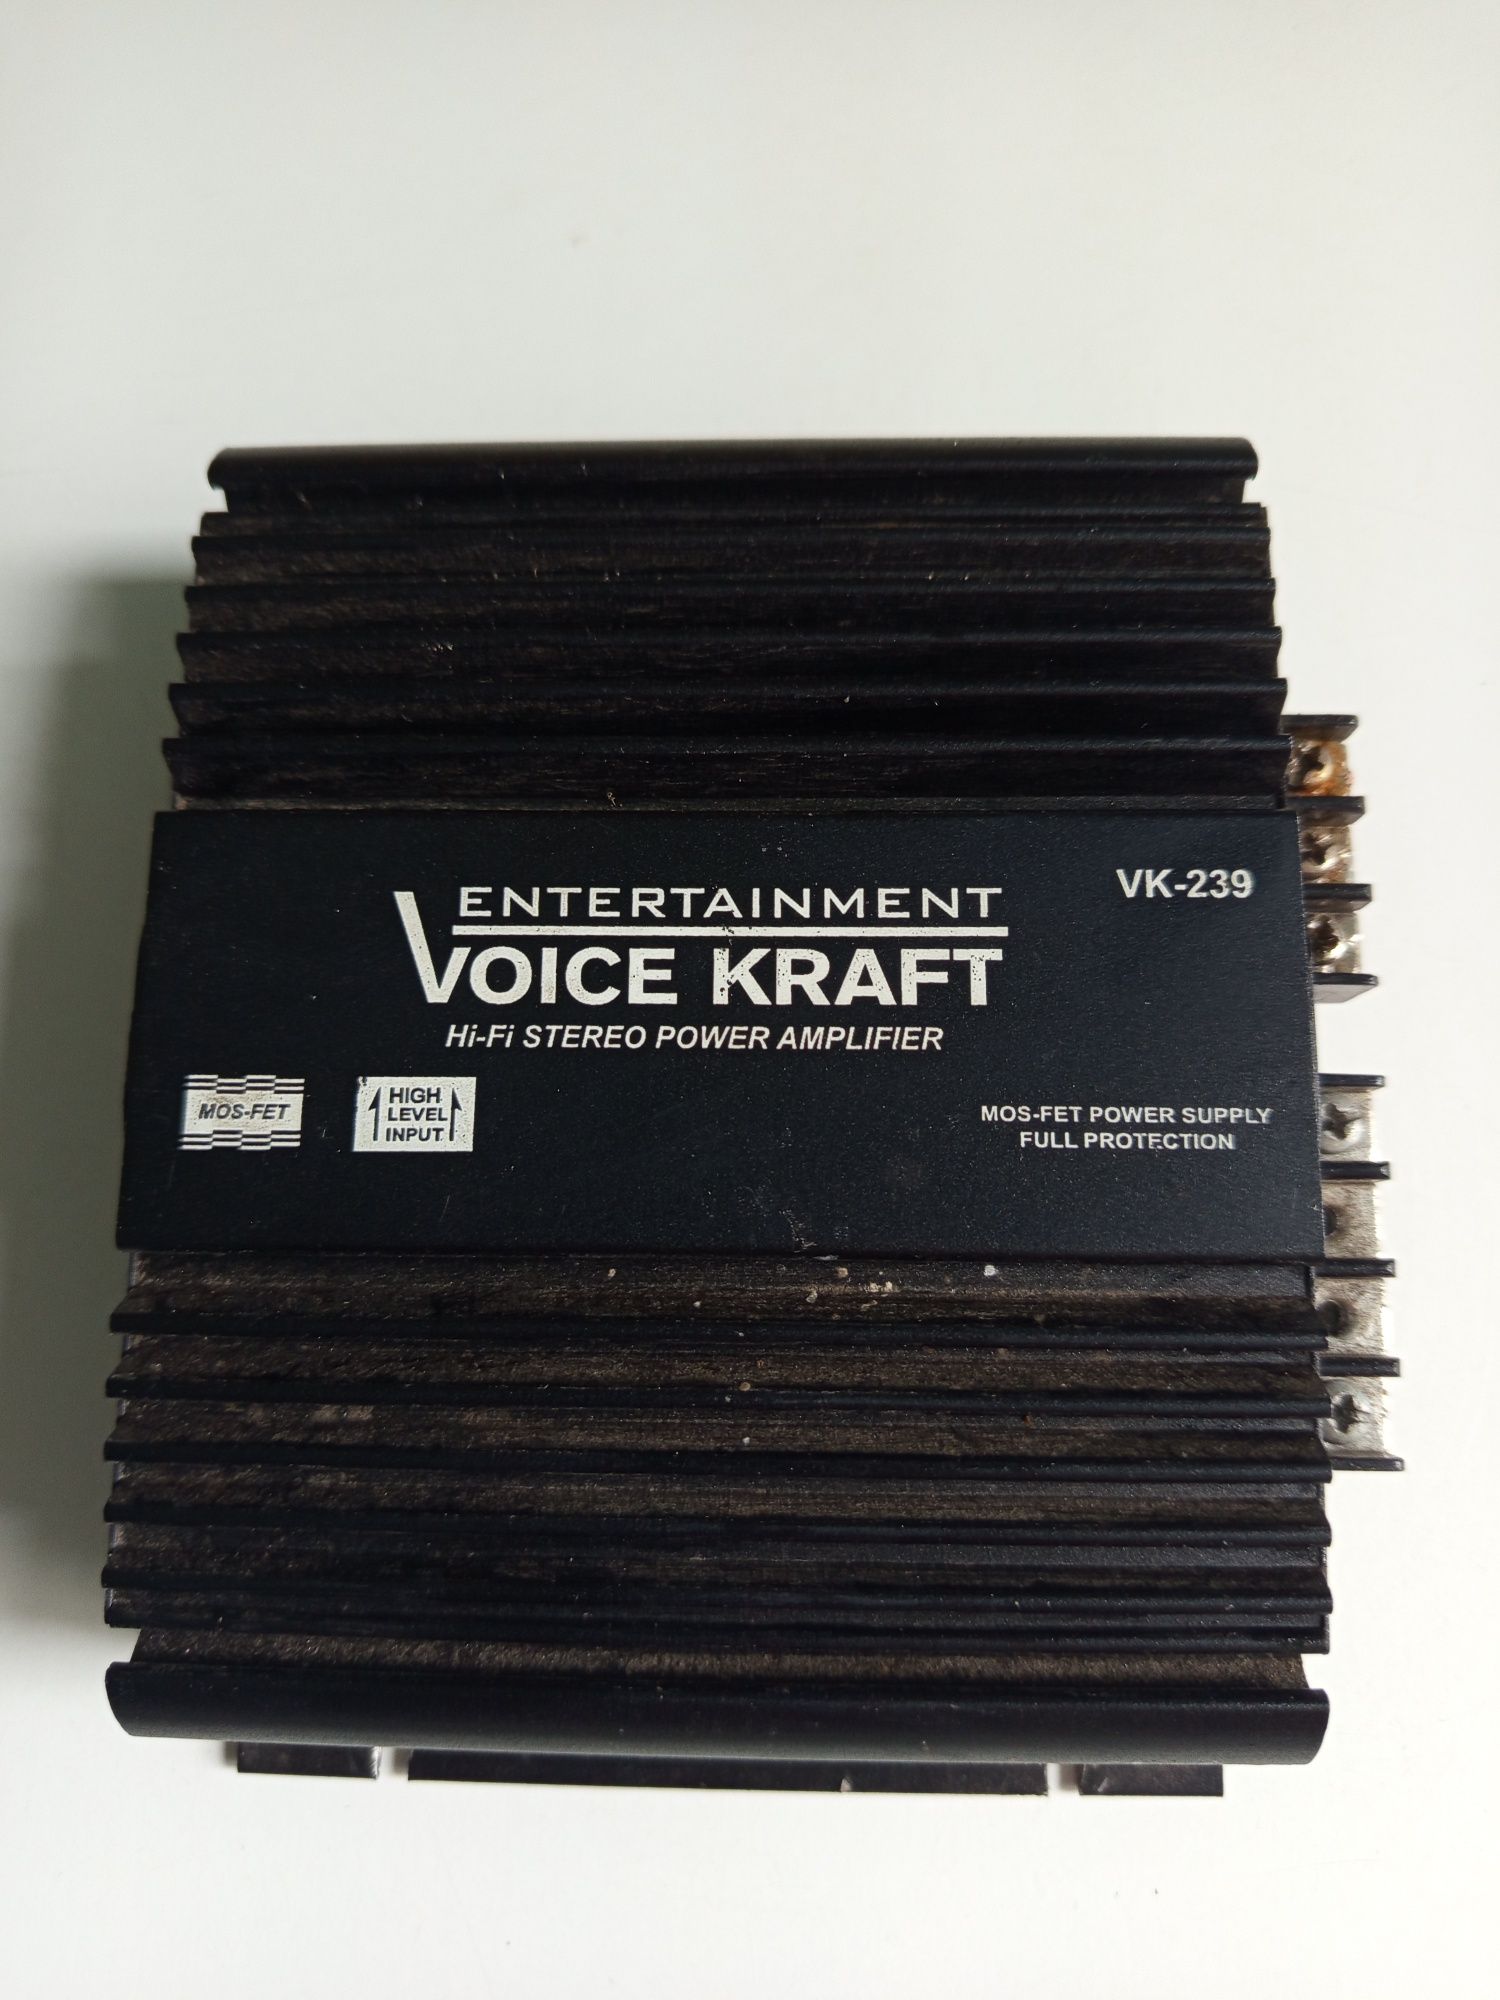 VK-239
ENTERTAINMENT
VOICE KRAFT
Hi-Fi STEREO POWER AMPLIFIER
MOS-FET
HIGH
LEVEL
INPUT
MOS-FET POWER SUPPLY
FULL PROTECTION